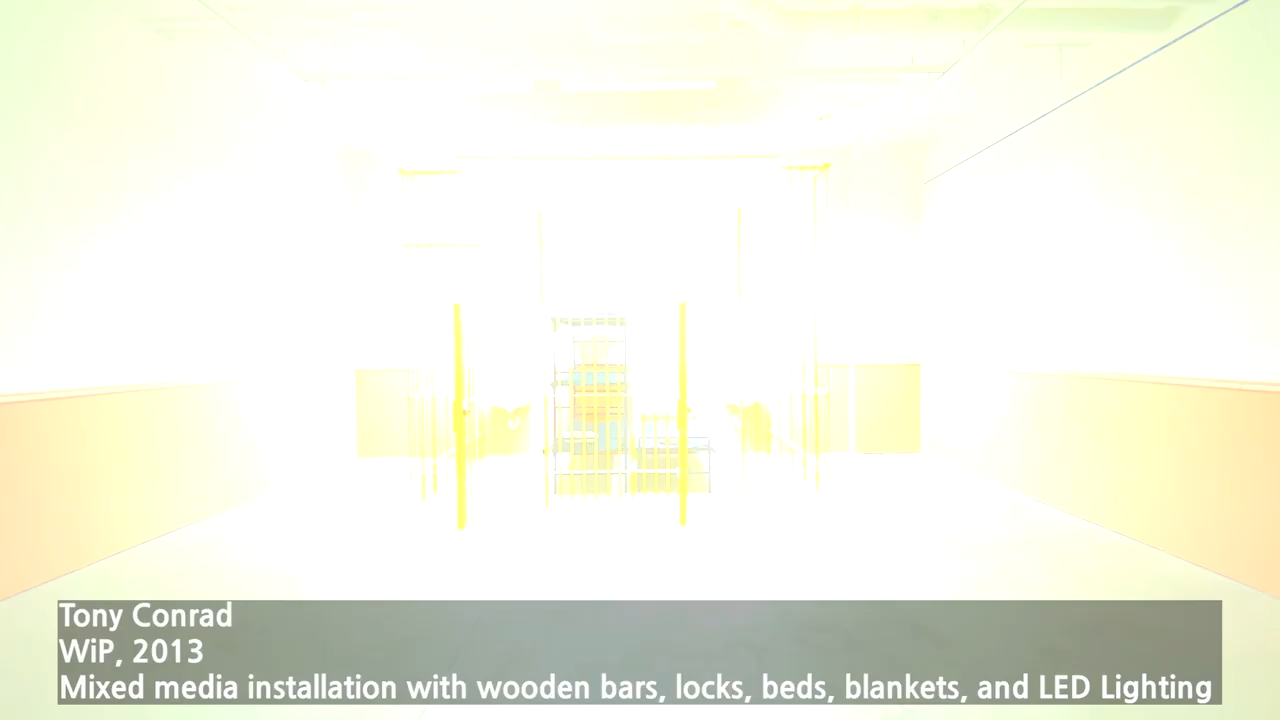 Tony Conrad
WiP, 2013
Mixed media installation with wooden bars, locks, beds, blankets, and LED Lighting